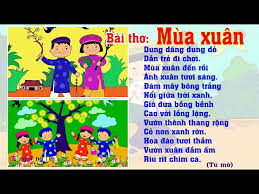 Bài thơ: Mùa xuân
Dung dăng dung dẻ
Dẫn trẻ đi chơi.
Mùa xuân đến rồi
Ánh xuân tươi sáng.
Đám mây bông trắng
Nổi giữa trời xanh.
Gió đưa bồng bềnh
Cao vời lồng lộng.
Vườn thênh thang rộng
Cỏ non xanh rờn.
Hoa đào tươi thắm
Vườn xuân đầm ấm
Ríu rít chim ca.
(Tú mỡ)